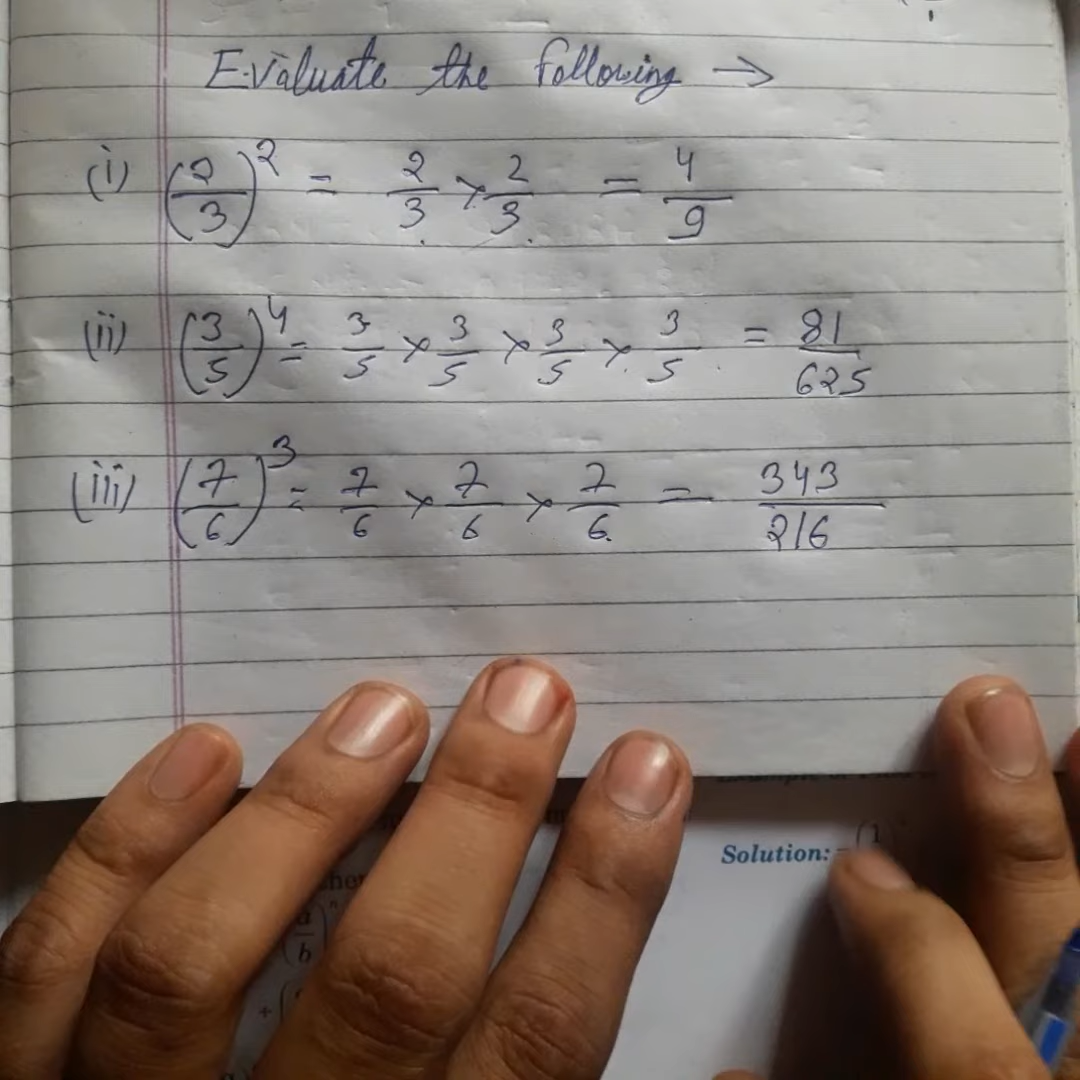 Evaluate the following →
(i) (2/3)² = 2/3 × 2/3 = 4/9
(ii) (3/5)⁴ = 3/5 × 3/5 × 3/5 × 3/5 = 81/625
(iii) (7/6)³ = 7/6 × 7/6 × 7/6 = 343/216
Solution: